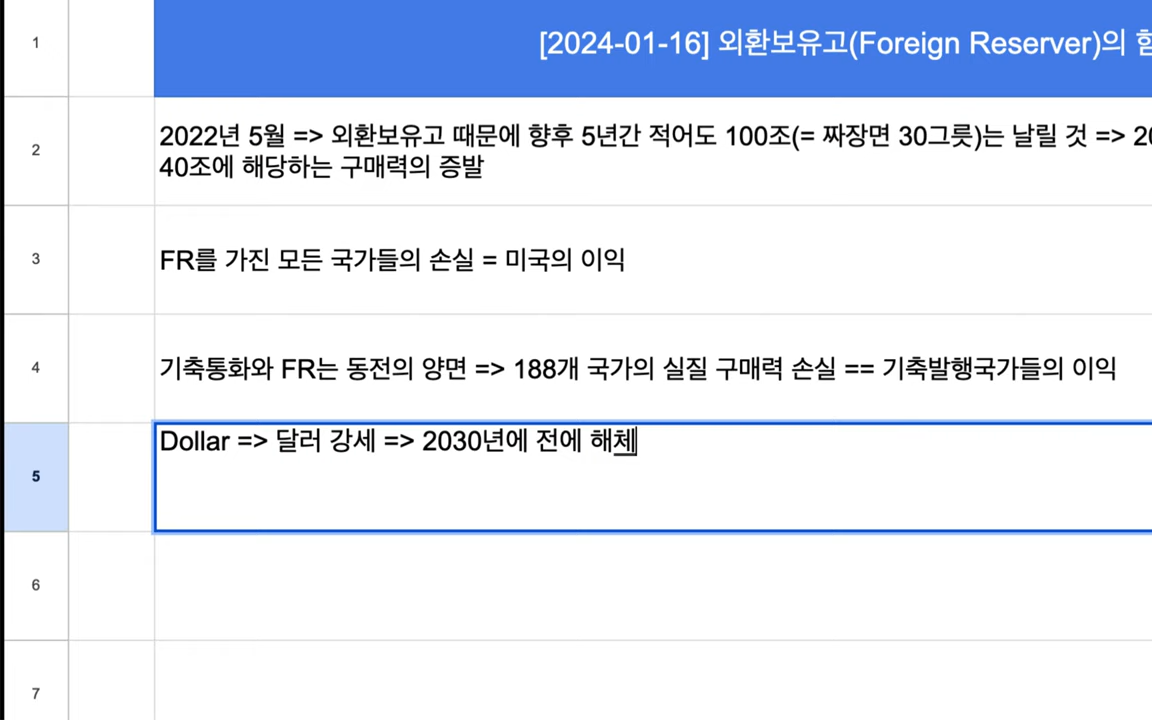 1
[2024-01-16] 외환보유고(Foreign Reserver)의
2
2022년 5월 => 외환보유고 때문에 향후 5년간 적어도 100조(= 짜장면 30그릇)는 날릴 것 =>
40조에 해당하는 구매력의 증발
3
FR를 가진 모든 국가들의 손실 = 미국의 이익
4
기축통화와 FR는 동전의 양면 => 188개 국가의 실질 구매력 손실 == 기축발행국가들의 이익
5
Dollar => 달러 강세 => 2030년에 전에 해체
6
7